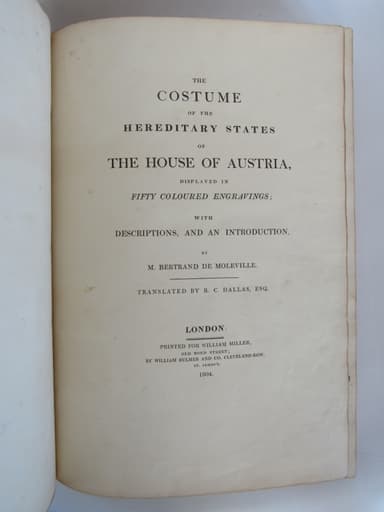 THE
COSTUME
OF THE
HEREDITARY STATES
OF
THE HOUSE OF AUSTRIA,
DISPLAYED IN
FIFTY COLOURED ENGRAVINGS;
WITH
DESCRIPTIONS, AND AN INTRODUCTION,
BY
M. BERTRAND DE MOLEVILLE.
TRANSLATED BY R. C. DALLAS, ESQ.
LONDON:
PRINTED FOR WILLIAM MILLER,
OLD BOND STREET;
BY WILLIAM BULMER AND CO. CLEVELAND-ROW,
ST. JAMES'S.
1804.